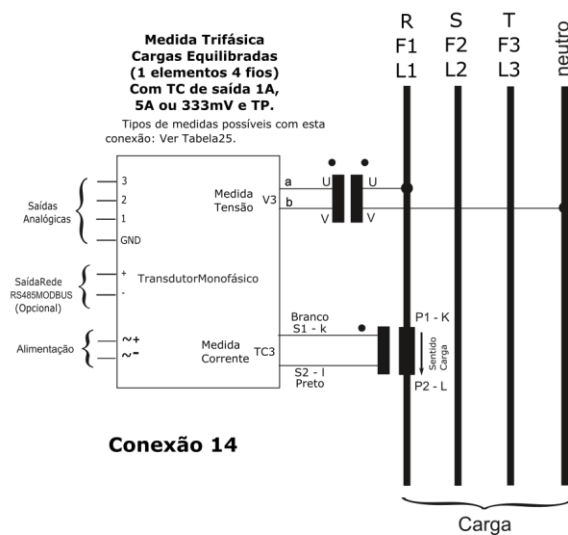 R S T neutro
F1 F2 F3
L1 L2 L3
Medida Trifásica
Cargas Equilibradas
(1 elementos 4 fios)
Com TC de saída 1A,
5A ou 333mV e TP.
Tipos de medidas possíveis com esta
conexão: Ver Tabela25.
Saídas
Analógicas
3
2
1
GND
Medida
Tensão
V3
a
b
U U
V V
SaídaRede
RS485MODBUS
(Opcional)
+
-
TransdutorMonofásico
Alimentação
~+
~-
Medida
Corrente
TC3
Branco
S1 - k
S2 - l
Preto
P1 - K
Sentido
Carga
P2 - L
Conexão 14
Carga